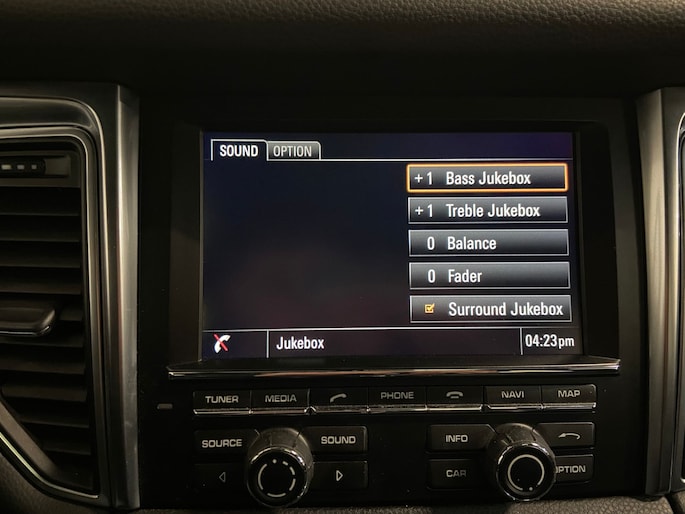 SOUND OPTION
+ 1 Bass Jukebox
+ 1 Treble Jukebox
0 Balance
0 Fader
Surround Jukebox
Jukebox 04:23pm
TUNER MEDIA PHONE NAVI MAP
SOURCE SOUND INFO
CAR OPTION